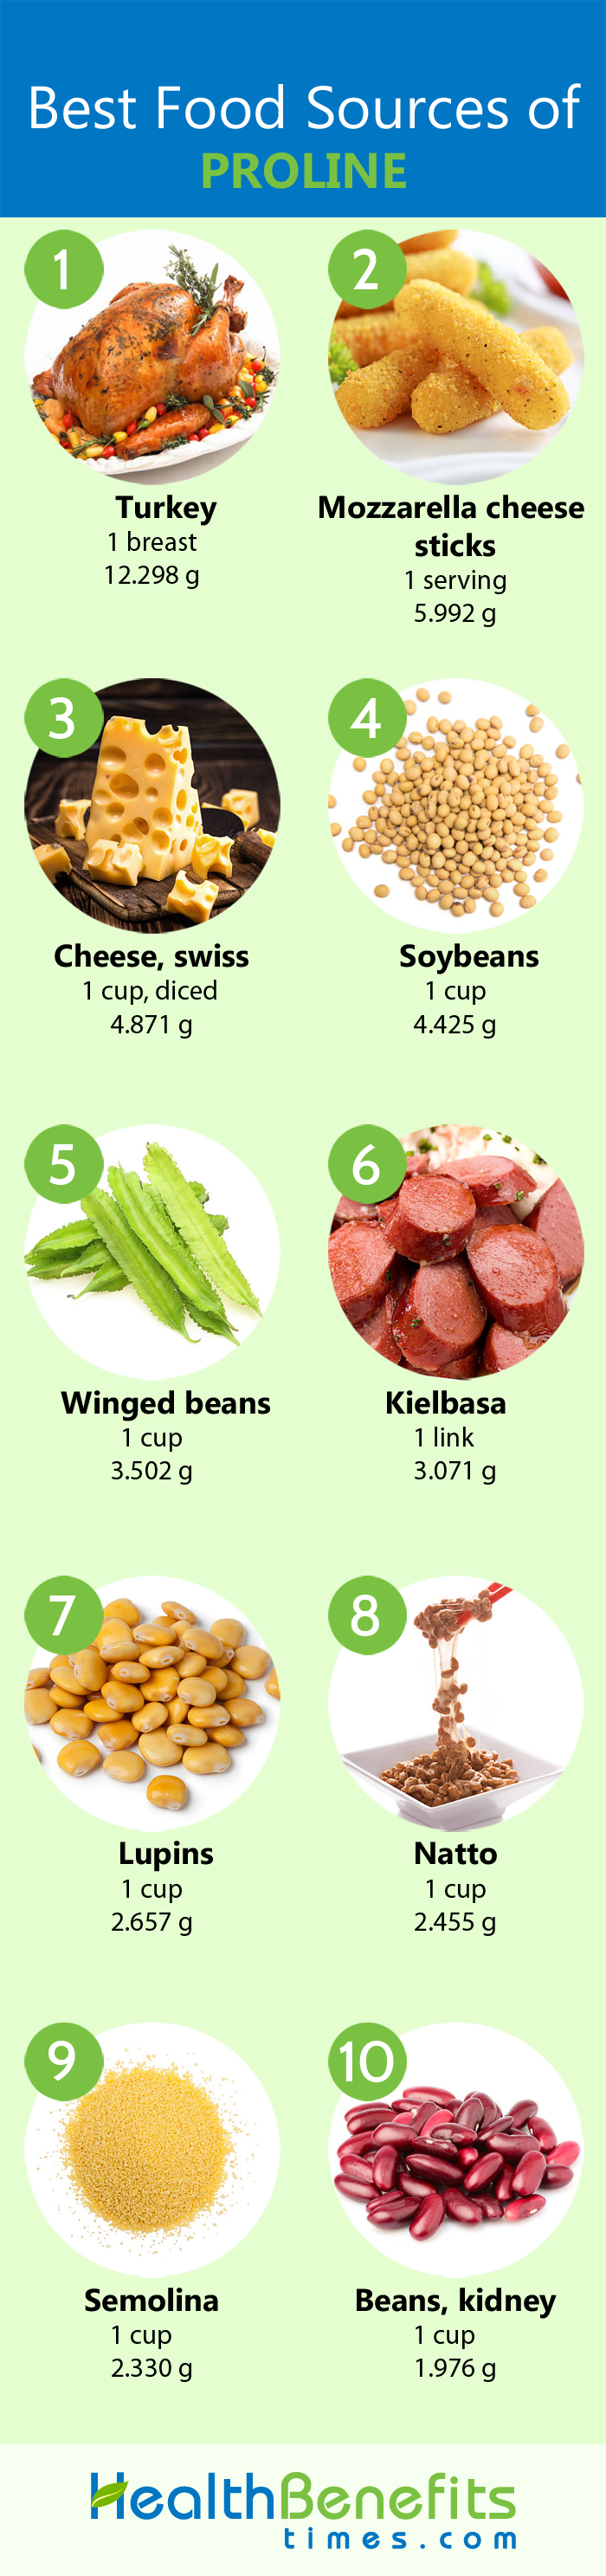 Best Food Sources of
PROLINE
1
Turkey
1 breast
12.298 g
2
Mozzarella cheese
sticks
1 serving
5.992 g
3
Cheese, swiss
1 cup, diced
4.871 g
4
Soybeans
1 cup
4.425 g
5
Winged beans
1 cup
3.502 g
6
Kielbasa
1 link
3.071 g
7
Lupins
1 cup
2.657 g
8
Natto
1 cup
2.455 g
9
Semolina
1 cup
2.330 g
10
Beans, kidney
1 cup
1.976 g
HealthBenefits
times.com